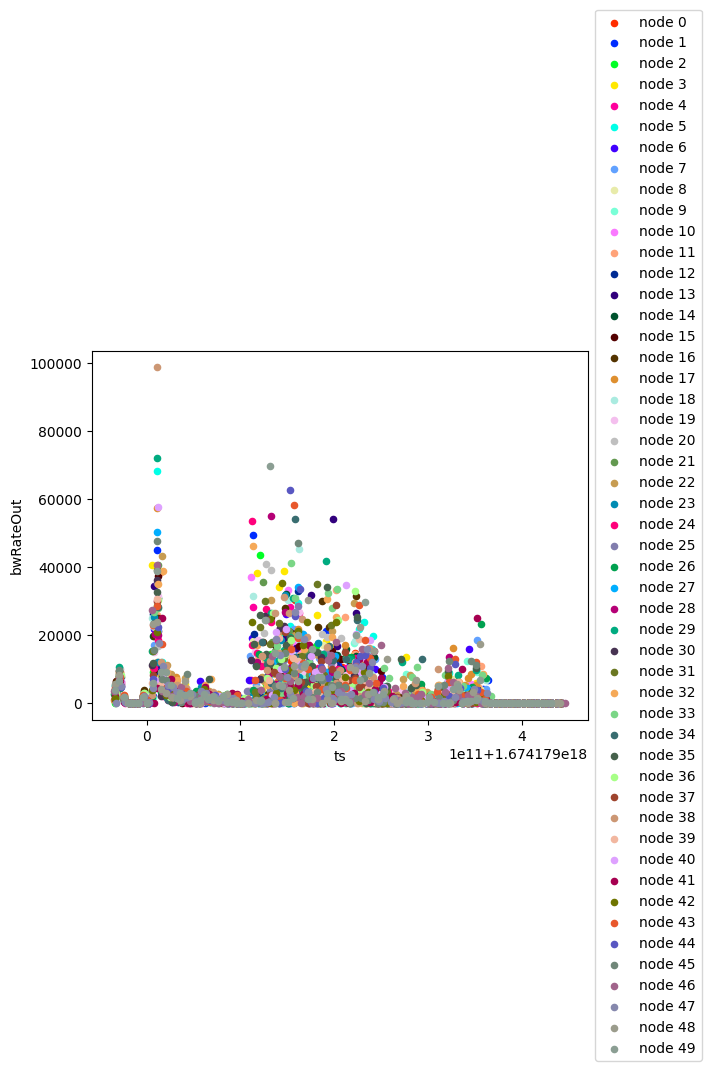 node 0
node 1
node 2
node 3
node 4
node 5
node 6
node 7
node 8
node 9
node 10
node 11
node 12
node 13
node 14
node 15
node 16
node 17
node 18
node 19
node 20
node 21
node 22
node 23
node 24
node 25
node 26
node 27
node 28
node 29
node 30
node 31
node 32
node 33
node 34
node 35
node 36
node 37
node 38
node 39
node 40
node 41
node 42
node 43
node 44
node 45
node 46
node 47
node 48
node 49
100000
80000
60000
40000
20000
0
bwRateOut
0 1 2 3 4
ts
1e11+1.674179e18